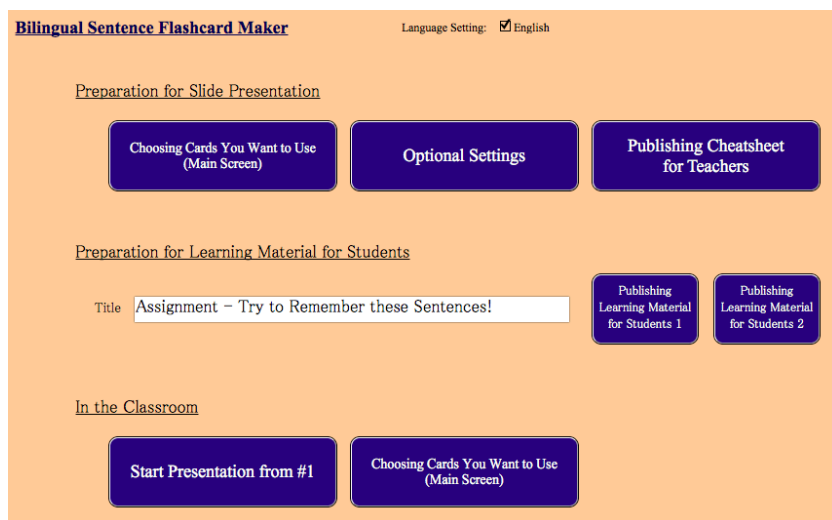 Bilingual Sentence Flashcard Maker
Language Setting: English
Preparation for Slide Presentation
Choosing Cards You Want to Use
(Main Screen)
Optional Settings
Publishing Cheatsheet
for Teachers
Preparation for Learning Material for Students
Title
Assignment - Try to Remember these Sentences!
Publishing
Learning Material
for Students 1
Publishing
Learning Material
for Students 2
In the Classroom
Start Presentation from #1
Choosing Cards You Want to Use
(Main Screen)